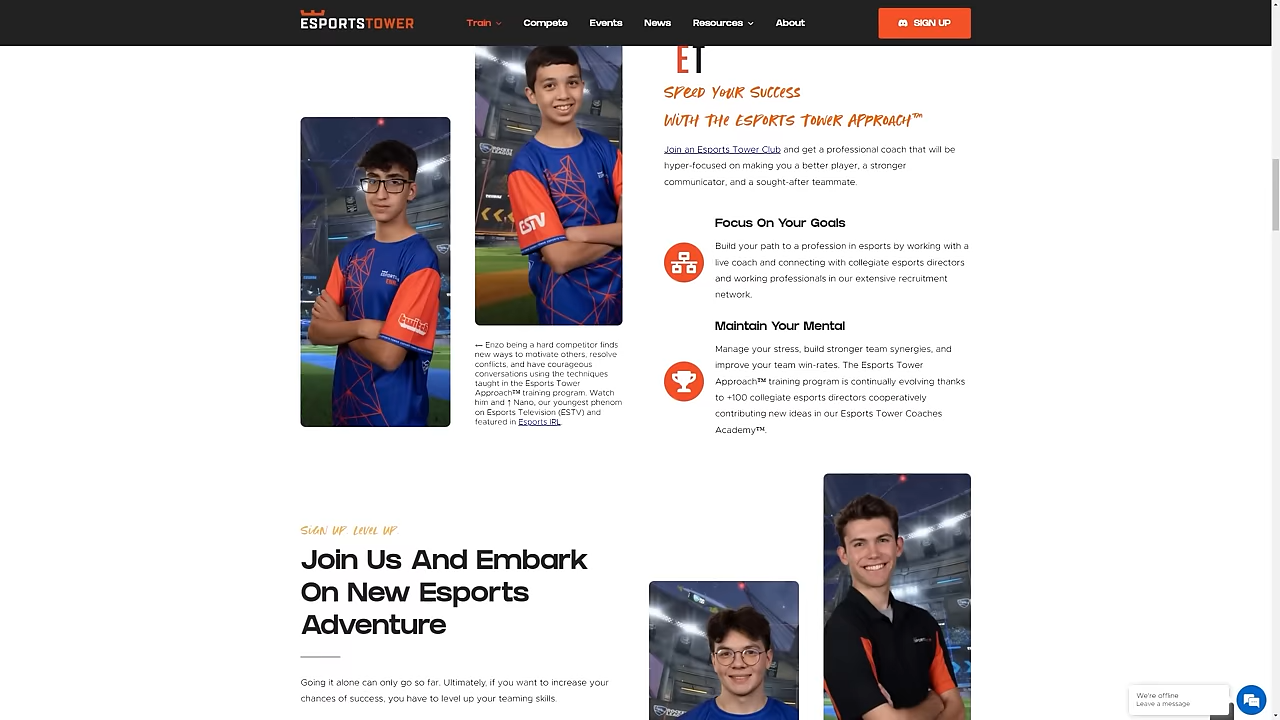 ESPORTSTOWER
Train
Compete
Events
News
Resources
About
SIGN UP
ET
SPEED YOUR SUCCESS
WITH THE ESPORTS TOWER APPROACH™
Join an Esports Tower Club and get a professional coach that will be
hyper-focused on making you a better player, a stronger
communicator, and a sought-after teammate.
Focus On Your Goals
Build your path to a profession in esports by working with a
live coach and connecting with collegiate esports directors
and working professionals in our extensive recruitment
network.
Maintain Your Mental
Manage your stress, build stronger team synergies, and
improve your team win-rates. The Esports Tower
Approach™ training program is continually evolving thanks
to +100 collegiate esports directors cooperatively
contributing new ideas in our Esports Tower Coaches
Academy™.
ROCKET
LEAGUE
ESTV
twitch
← Enzo being a hard competitor finds
new ways to motivate others, resolve
conflicts, and have courageous
conversations using the techniques
taught in the Esports Tower
Approach™ training program. Watch
him and ↑ Nano, our youngest phenom
on Esports Television (ESTV) and
featured in Esports IRL.
SIGN UP. LEVEL UP.
Join Us And Embark
On New Esports
Adventure
Going it alone can only go so far. Ultimately, if you want to increase your
chances of success, you have to level up your teaming skills.
We're offline
Leave a message